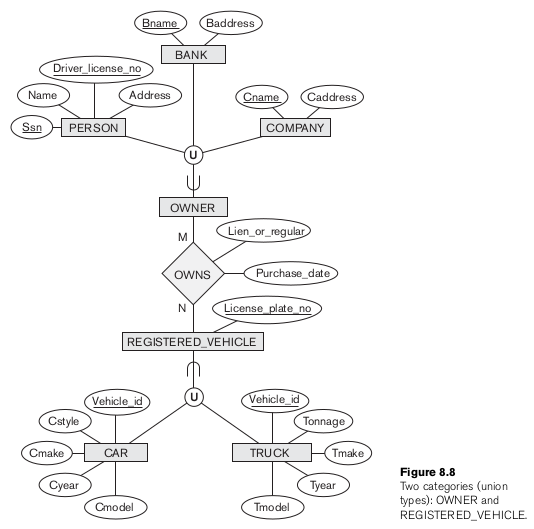 Bname Baddress
BANK
Driver_license_no
Name Address
Cname Caddress
Ssn PERSON COMPANY
U
OWNER
M Lien_or_regular
OWNS Purchase_date
N License_plate_no
REGISTERED_VEHICLE
U
Vehicle_id Vehicle_id
Cstyle Tonnage
Cmake CAR TRUCK Tmake
Cyear Tyear
Cmodel Tmodel
Figure 8.8
Two categories (union
types): OWNER and
REGISTERED_VEHICLE.